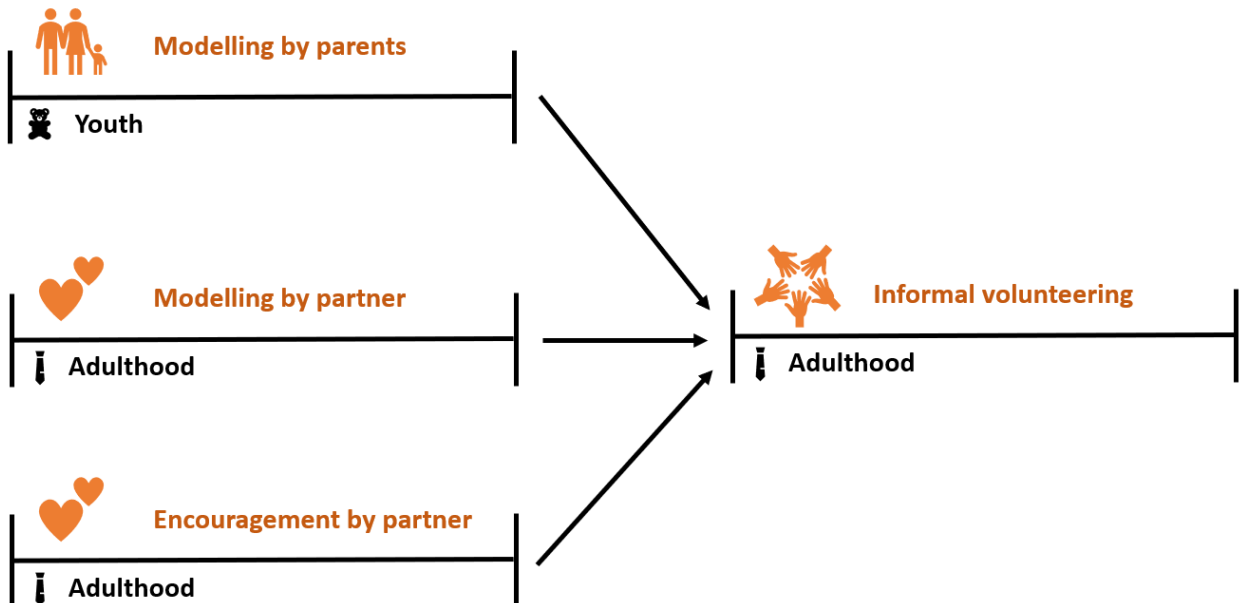 Modelling by parents
Youth
Modelling by partner
Adulthood
Informal volunteering
Adulthood
Encouragement by partner
Adulthood